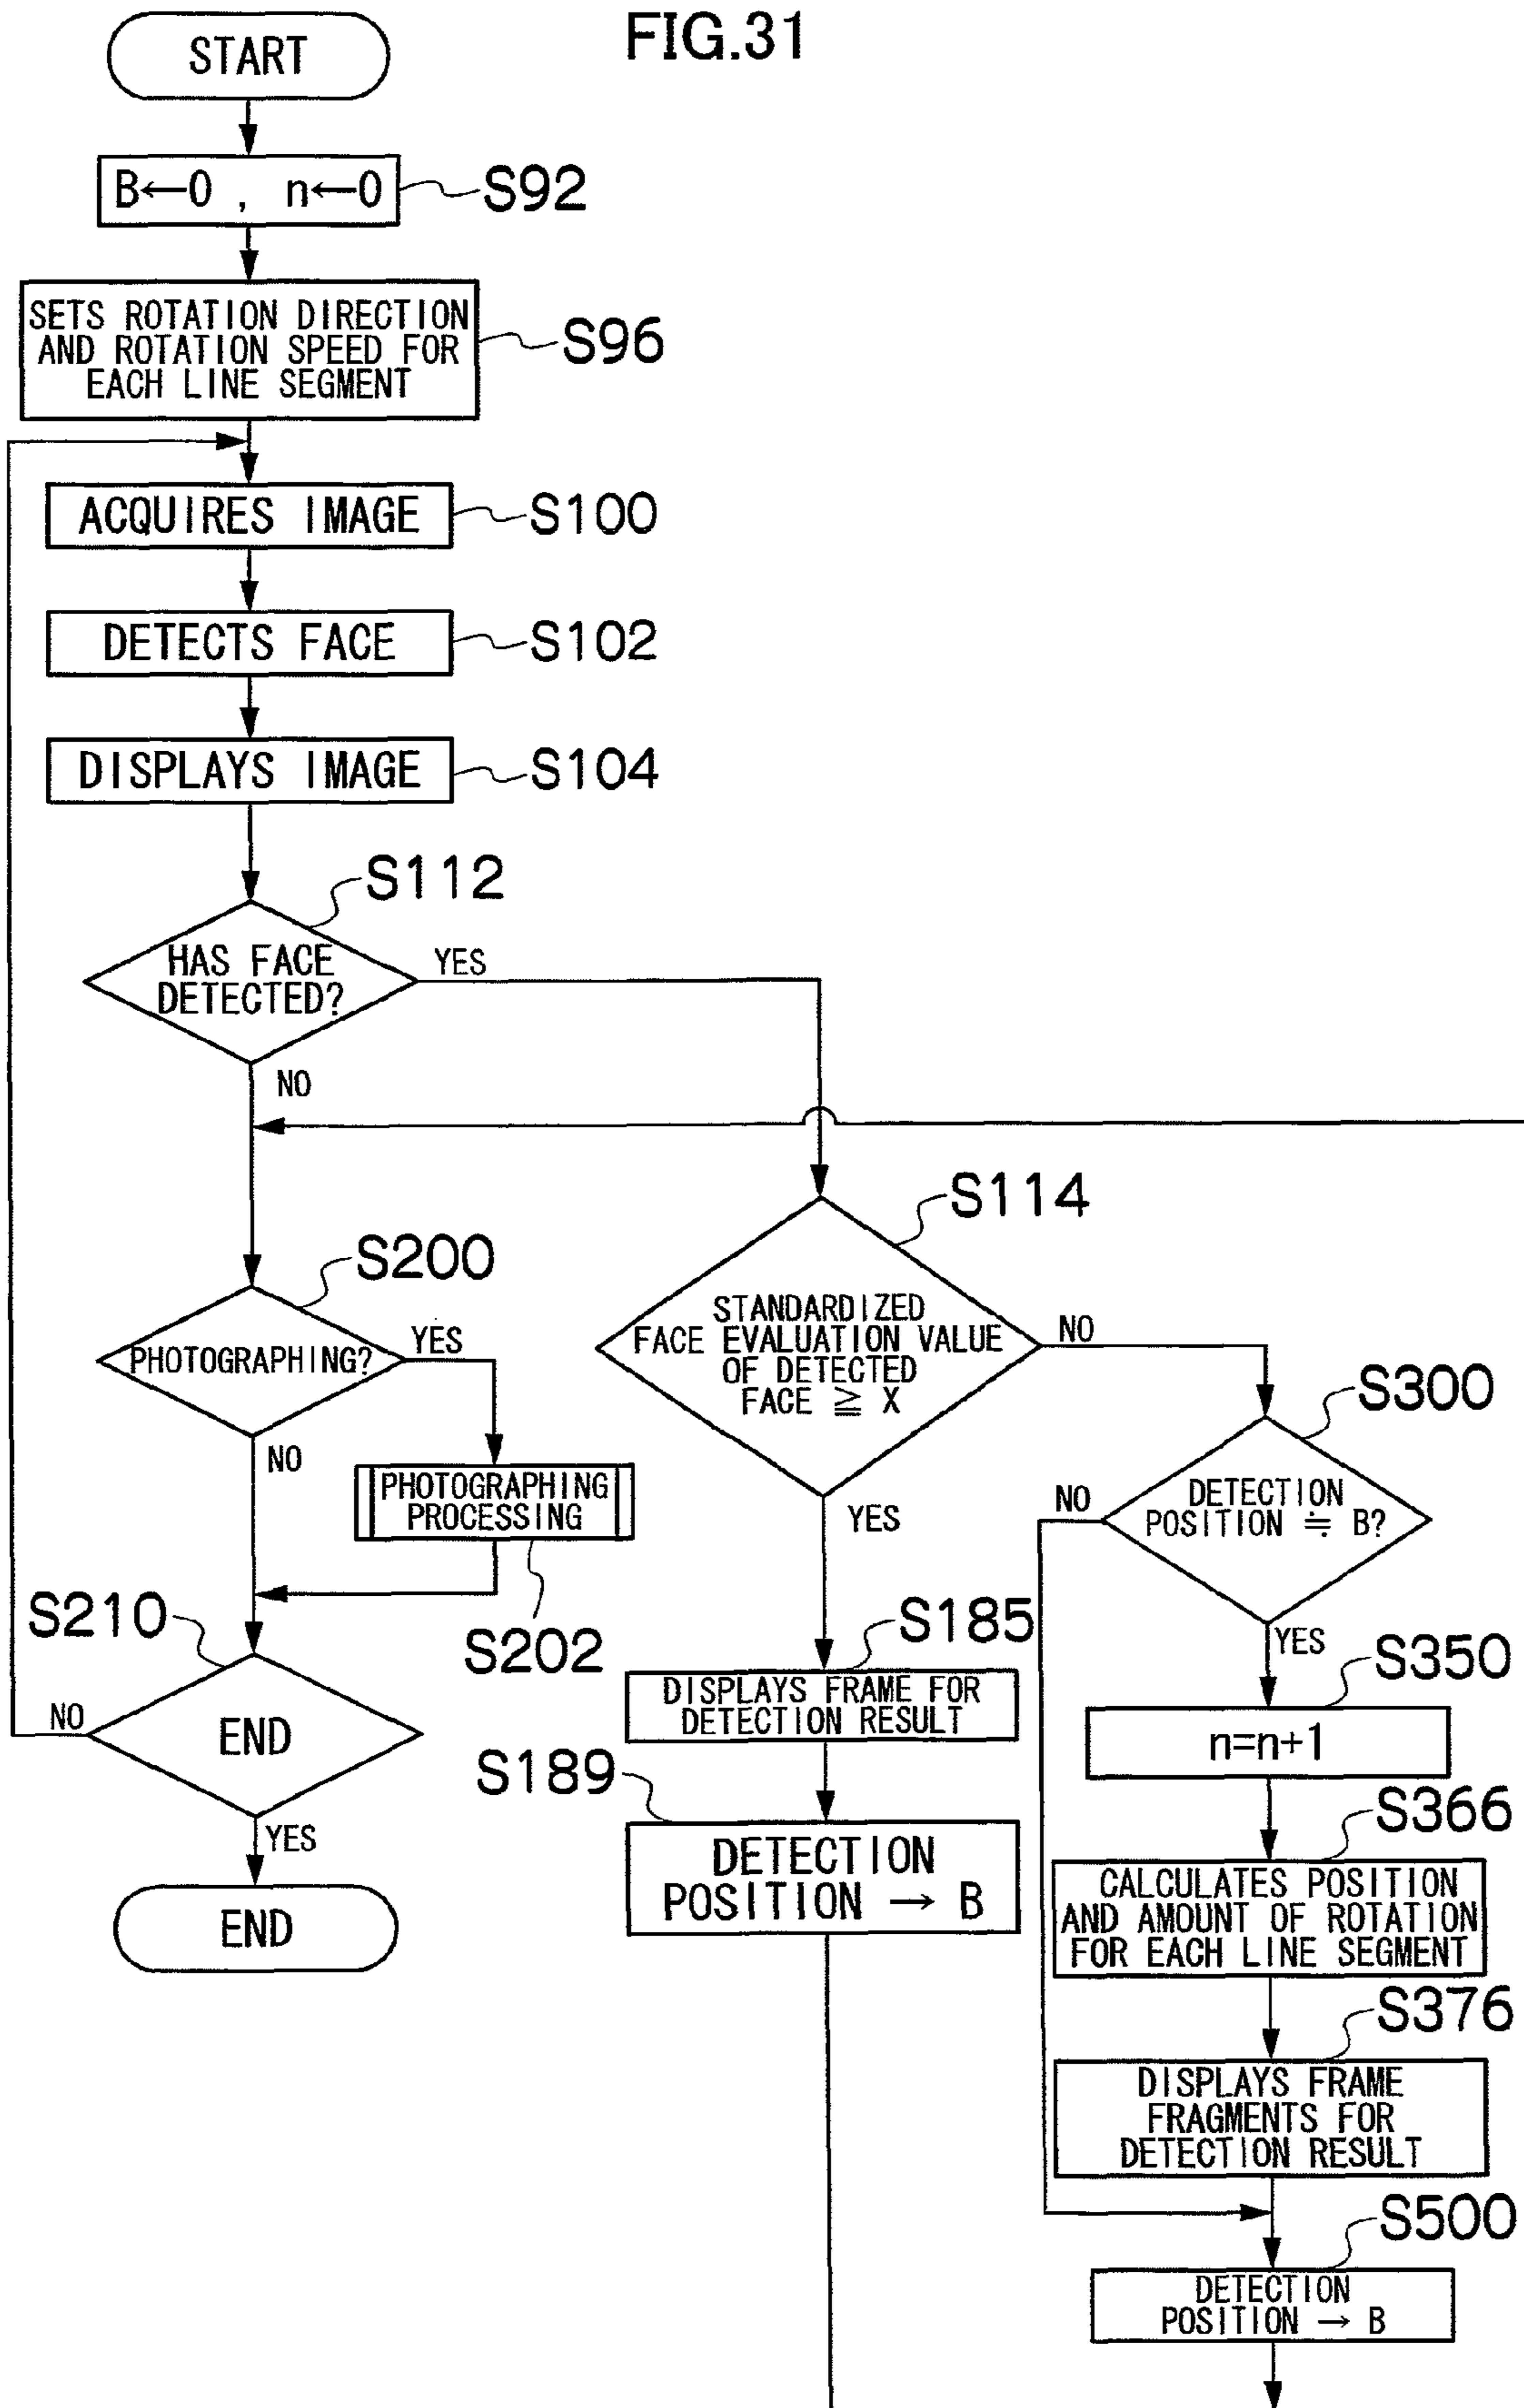 FIG.31
START
B←0 , n←0
S92
SETS ROTATION DIRECTION
AND ROTATION SPEED FOR
EACH LINE SEGMENT
S96
ACQUIRES IMAGE
S100
DETECTS FACE
S102
DISPLAYS IMAGE
S104
S112
HAS FACE
DETECTED?
YES
NO
S114
STANDARDIZED
FACE EVALUATION VALUE
OF DETECTED
FACE ≧ X
NO
YES
S200
PHOTOGRAPHING?
YES
NO
PHOTOGRAPHING
PROCESSING
S202
S210
END
NO
YES
END
S185
DISPLAYS FRAME FOR
DETECTION RESULT
S189
DETECTION
POSITION → B
S300
DETECTION
POSITION ≒ B?
NO
YES
S350
n=n+1
S366
CALCULATES POSITION
AND AMOUNT OF ROTATION
FOR EACH LINE SEGMENT
S376
DISPLAYS FRAME
FRAGMENTS FOR
DETECTION RESULT
S500
DETECTION
POSITION → B